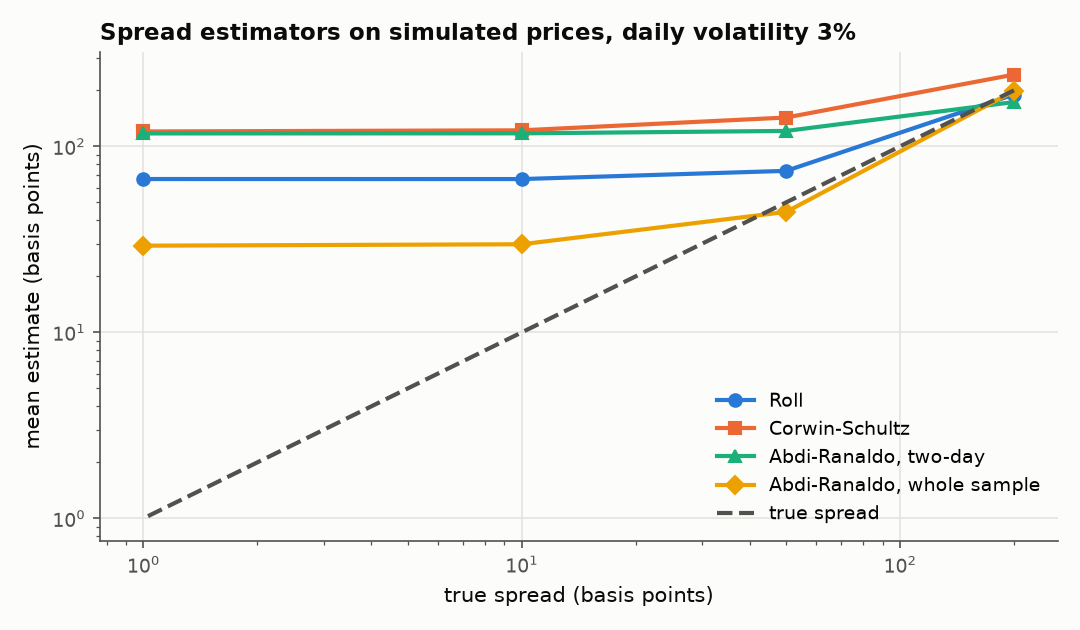 Spread estimators on simulated prices, daily volatility 3%
mean estimate (basis points)
10²
10¹
10⁰
Roll
Corwin-Schultz
Abdi-Ranaldo, two-day
Abdi-Ranaldo, whole sample
true spread
10⁰ 10¹ 10²
true spread (basis points)